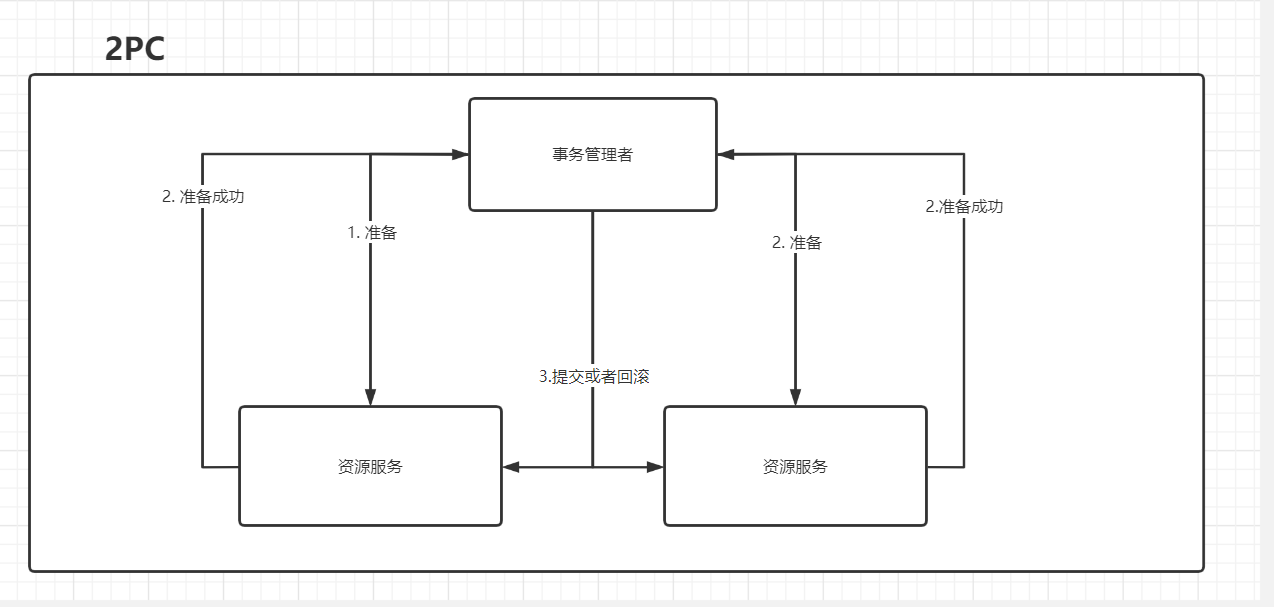 2PC
事务管理者
2. 准备成功
2.准备成功
1. 准备
2. 准备
3.提交或者回滚
资源服务
资源服务